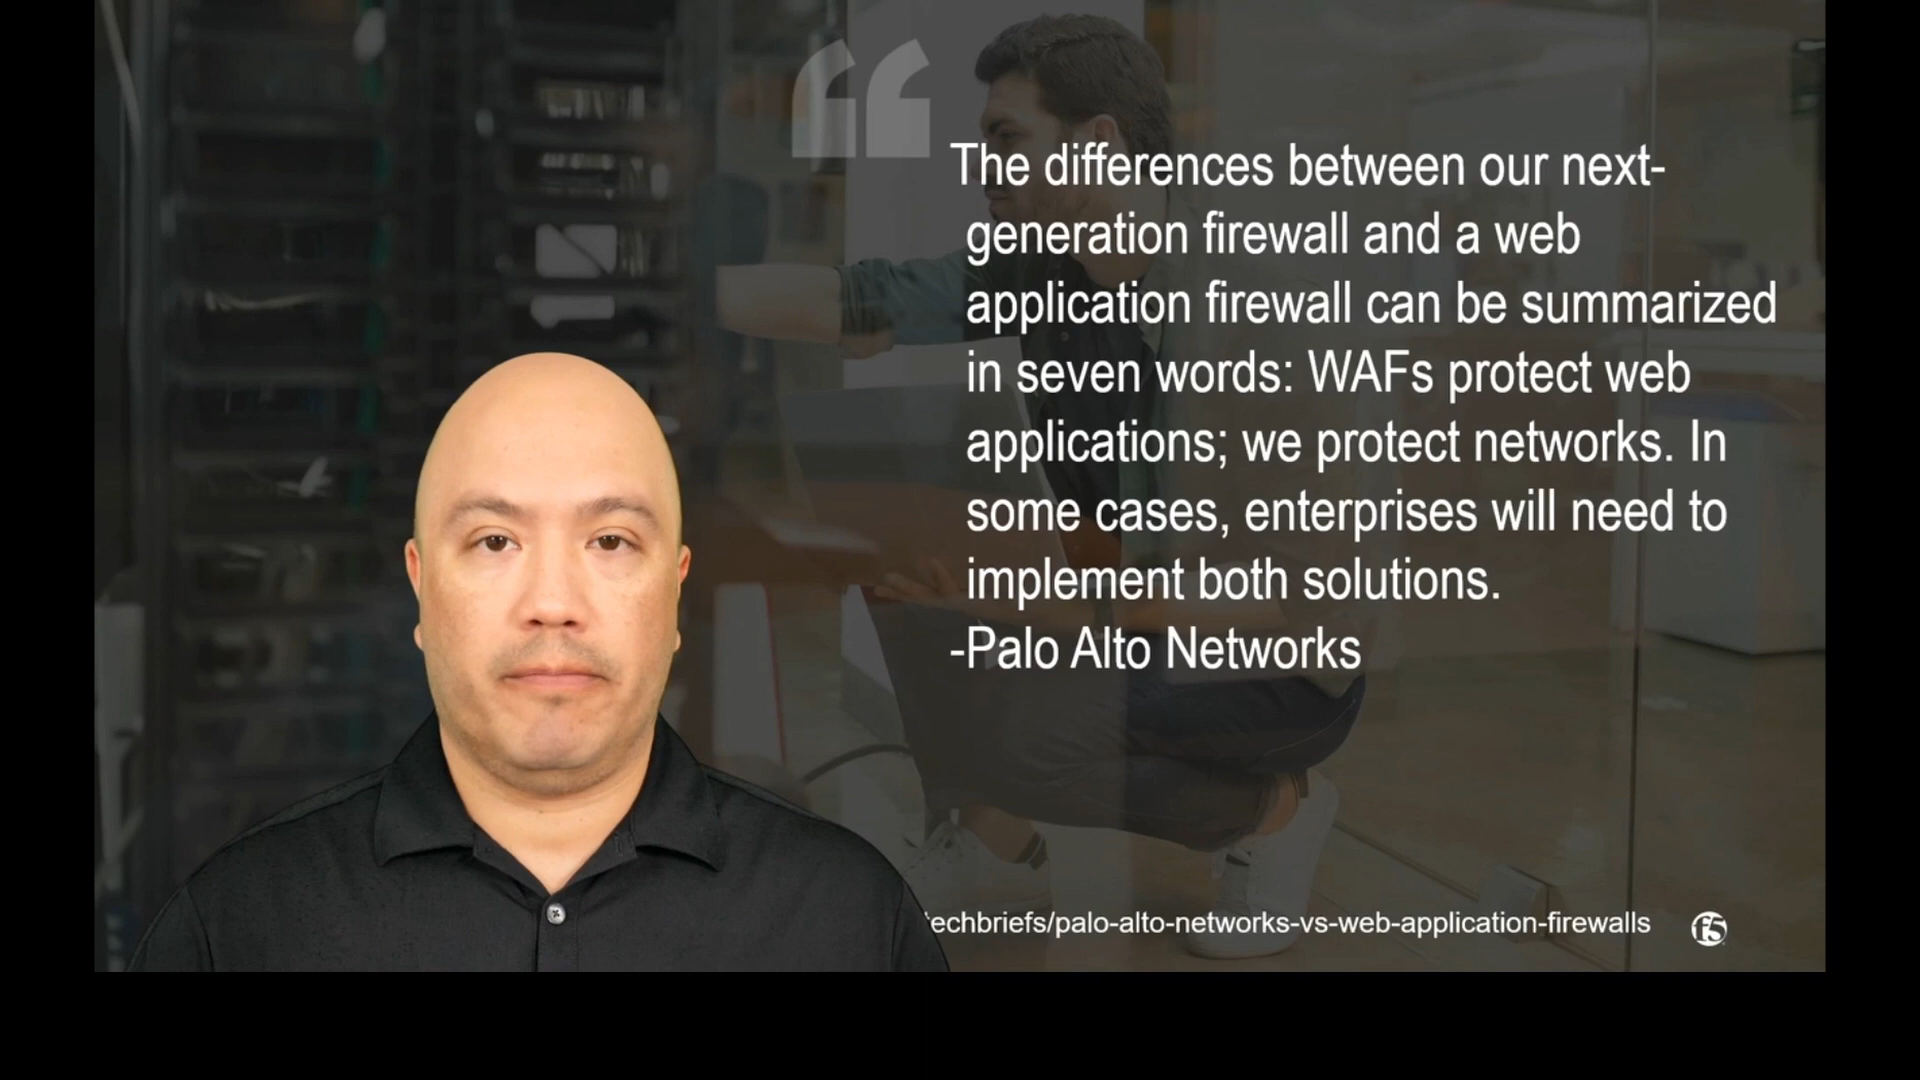 The differences between our next-
generation firewall and a web
application firewall can be summarized
in seven words: WAFs protect web
applications; we protect networks. In
some cases, enterprises will need to
implement both solutions.
-Palo Alto Networks
techbriefs/palo-alto-networks-vs-web-application-firewalls
f5